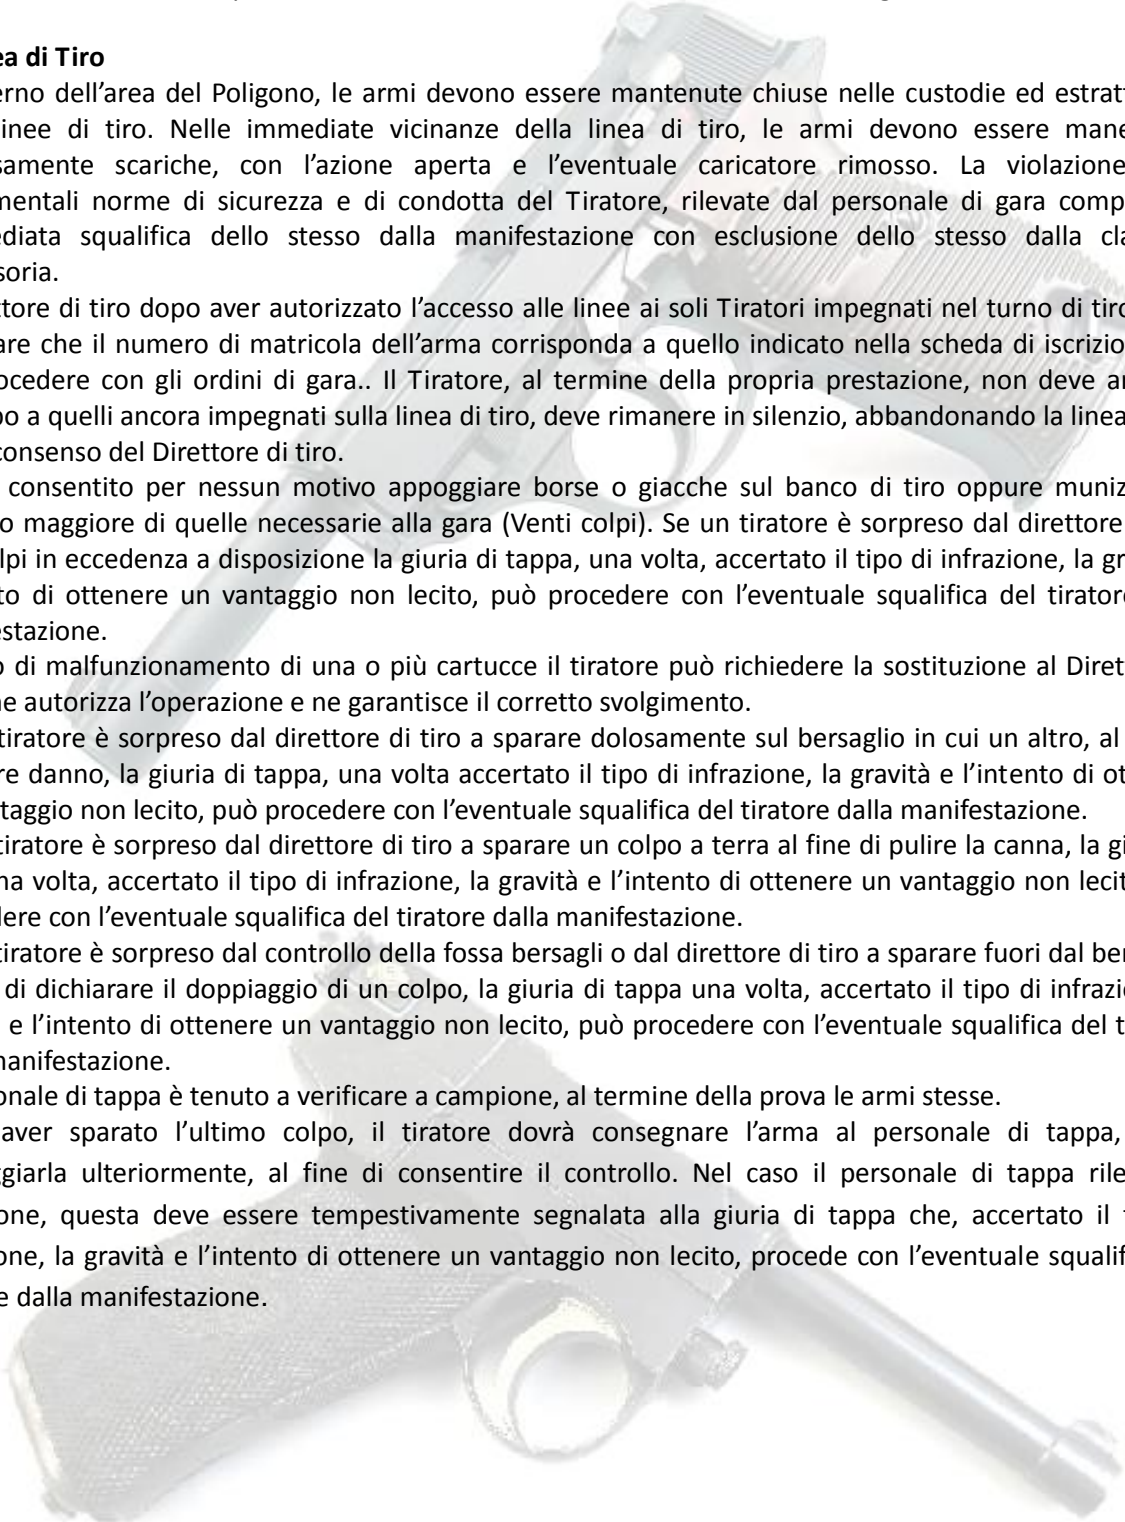 ea di Tiro
erno dell’area del Poligono, le armi devono essere mantenute chiuse nelle custodie ed estratt
inee di tiro. Nelle immediate vicinanze della linea di tiro, le armi devono essere mane
samente scariche, con l’azione aperta e l’eventuale caricatore rimosso. La violazione
mentali norme di sicurezza e di condotta del Tiratore, rilevate dal personale di gara comp
ediata squalifica dello stesso dalla manifestazione con esclusione dello stesso dalla cla
soria.
ttore di tiro dopo aver autorizzato l’accesso alle linee ai soli Tiratori impegnati nel turno di tiro
are che il numero di matricola dell’arma corrisponda a quello indicato nella scheda di iscrizio
ocedere con gli ordini di gara.. Il Tiratore, al termine della propria prestazione, non deve ar
oo a quelli ancora impegnati sulla linea di tiro, deve rimanere in silenzio, abbandonando la linea
consenso del Direttore di tiro.
consentito per nessun motivo appoggiare borse o giacche sul banco di tiro oppure muniz
o maggiore di quelle necessarie alla gara (Venti colpi). Se un tiratore è sorpreso dal direttore
lpi in eccedenza a disposizione la giuria di tappa, una volta, accertato il tipo di infrazione, la gr
to di ottenere un vantaggio non lecito, può procedere con l’eventuale squalifica del tirator
estazione.
o di malfunzionamento di una o più cartucce il tiratore può richiedere la sostituzione al Diret
ne autorizza l’operazione e ne garantisce il corretto svolgimento.
tiratore è sorpreso dal direttore di tiro a sparare dolosamente sul bersaglio in cui un altro, al
re danno, la giuria di tappa, una volta accertato il tipo di infrazione, la gravità e l’intento di ot
taggio non lecito, può procedere con l’eventuale squalifica del tiratore dalla manifestazione.
tiratore è sorpreso dal direttore di tiro a sparare un colpo a terra al fine di pulire la canna, la gi
na volta, accertato il tipo di infrazione, la gravità e l’intento di ottenere un vantaggio non lecit
dere con l’eventuale squalifica del tiratore dalla manifestazione.
tiratore è sorpreso dal controllo della fossa bersagli o dal direttore di tiro a sparare fuori dal ber
di dichiarare il doppiaggio di un colpo, la giuria di tappa una volta, accertato il tipo di infrazi
e l’intento di ottenere un vantaggio non lecito, può procedere con l’eventuale squalifica del t
manifestazione.
onale di tappa è tenuto a verificare a campione, al termine della prova le armi stesse.
aver sparato l’ultimo colpo, il tiratore dovrà consegnare l’arma al personale di tappa,
ggiarla ulteriormente, al fine di consentire il controllo. Nel caso il personale di tappa rile
one, questa deve essere tempestivamente segnalata alla giuria di tappa che, accertato il
one, la gravità e l’intento di ottenere un vantaggio non lecito, procede con l’eventuale squalif
e dalla manifestazione.